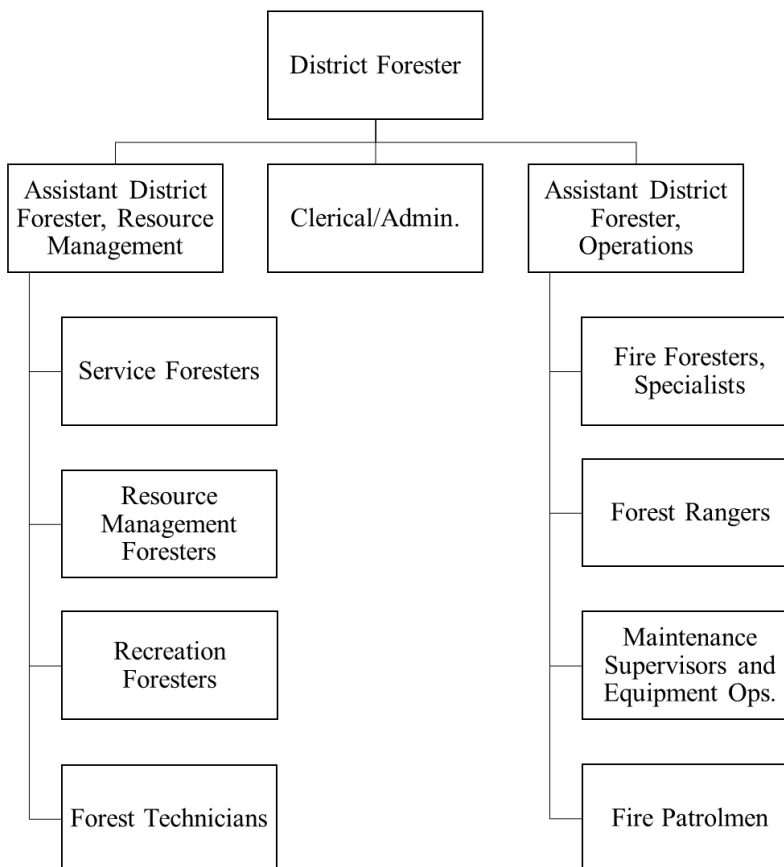 District Forester
Assistant District
Forester, Resource
Management
Clerical/Admin.
Assistant District
Forester,
Operations
Service Foresters
Resource
Management
Foresters
Recreation
Foresters
Forest Technicians
Fire Foresters,
Specialists
Forest Rangers
Maintenance
Supervisors and
Equipment Ops.
Fire Patrolmen